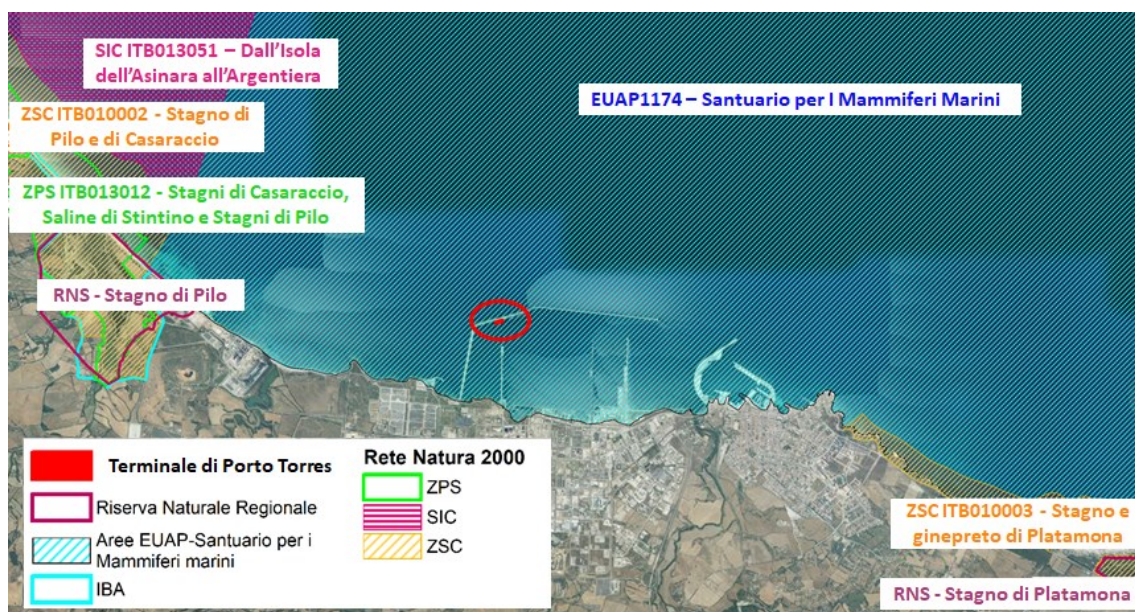 SIC ITB013051 – Dall'Isola
dell'Asinara all'Argentiera
EUAP1174 – Santuario per I Mammiferi Marini
ZSC ITB010002 - Stagno di
Pilo e di Casaraccio
ZPS ITB013012 - Stagni di Casaraccio,
Saline di Stintino e Stagni di Pilo
RNS - Stagno di Pilo
Terminale di Porto Torres
Riserva Naturale Regionale
Aree EUAP-Santuario per i
Mammiferi marini
IBA
Rete Natura 2000
ZPS
SIC
ZSC
ZSC ITB010003 - Stagno e
ginepreto di Platamona
RNS - Stagno di Platamona